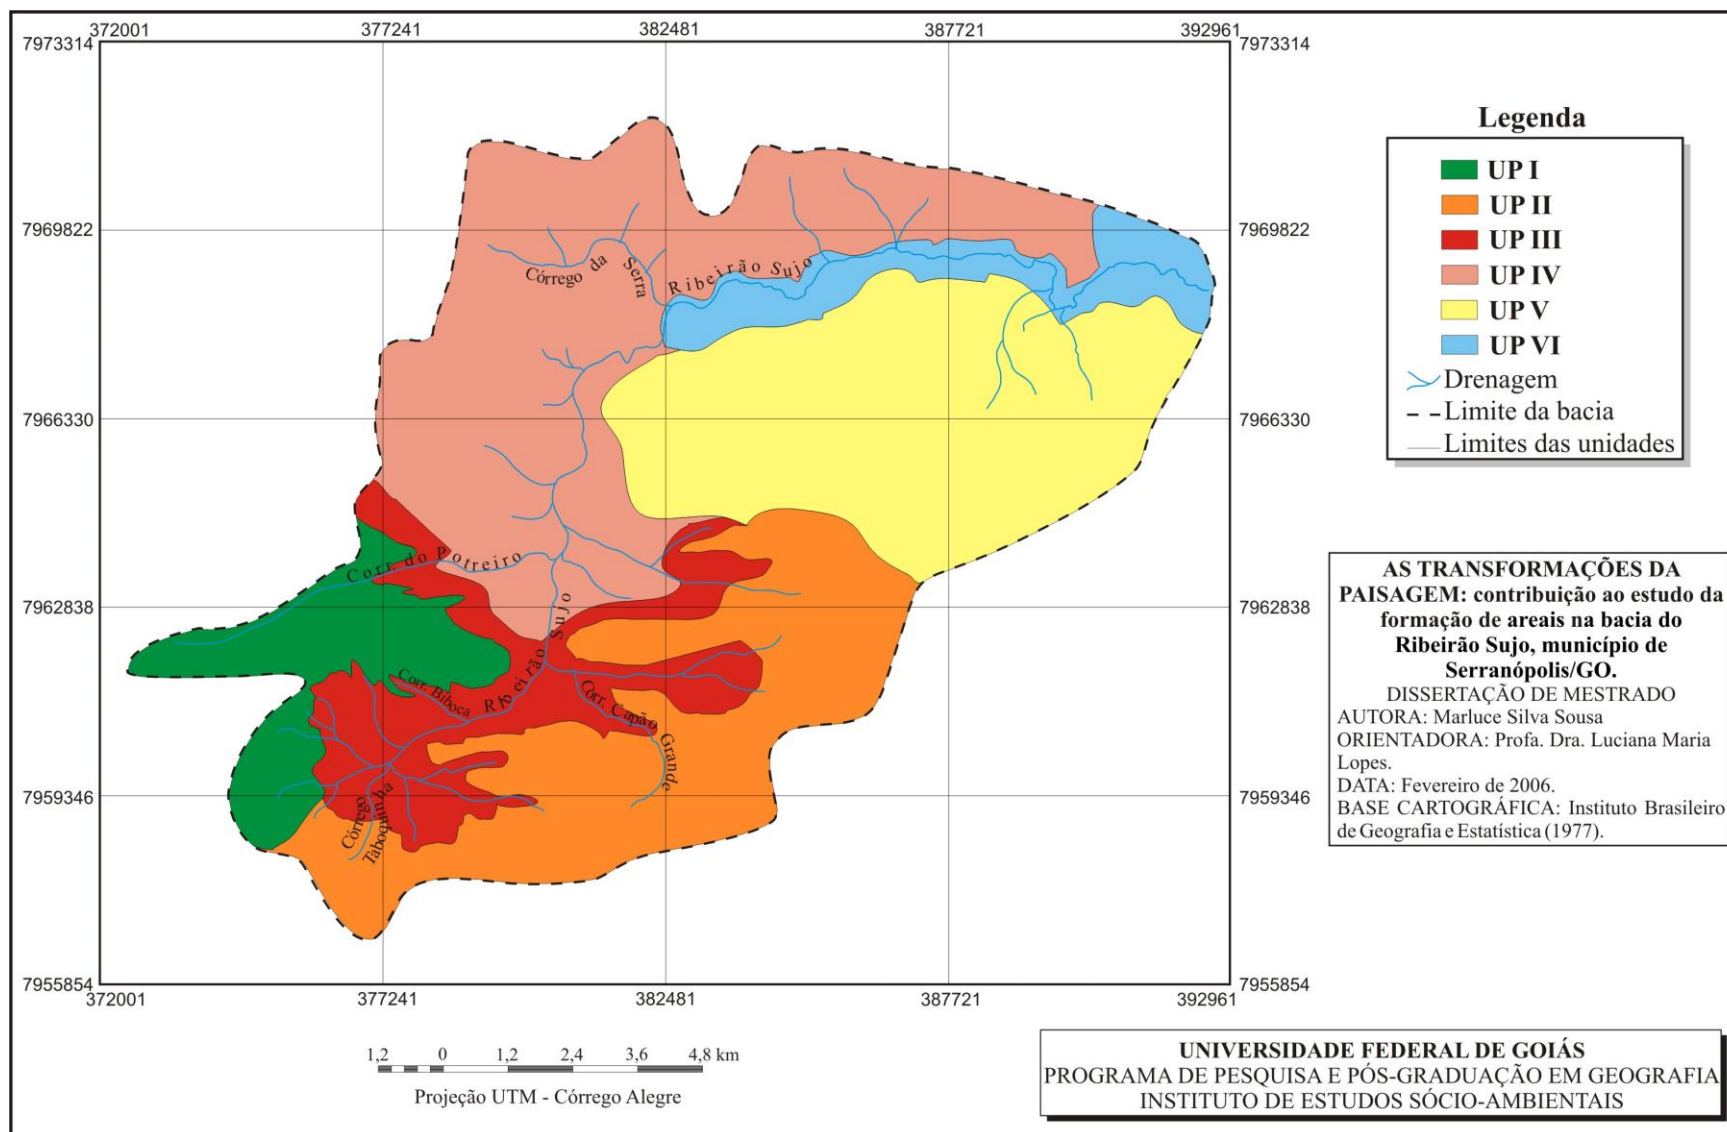 372001 377241 382481 387721 392961
7973314 7973314
7969822 7969822
7966330 7966330
7962838 7962838
7959346 7959346
7955854 7955854
372001 377241 382481 387721 392961
Córrego da Serra
Ribeirão Sujo
Corr. do Potreiro
Ribeirão Sujo
Corr. Biboca
Corr. Capão Grande
Córrego Taboquinha
Legenda
UP I
UP II
UP III
UP IV
UP V
UP VI
Drenagem
Limite da bacia
Limites das unidades
AS TRANSFORMAÇÕES DA
PAISAGEM: contribuição ao estudo da
formação de areais na bacia do
Ribeirão Sujo, município de
Serranópolis/GO.
DISSERTAÇÃO DE MESTRADO
AUTORA: Marluce Silva Sousa
ORIENTADORA: Profa. Dra. Luciana Maria
Lopes.
DATA: Fevereiro de 2006.
BASE CARTOGRÁFICA: Instituto Brasileiro
de Geografia e Estatística (1977).
1,2 0 1,2 2,4 3,6 4,8 km
Projeção UTM - Córrego Alegre
UNIVERSIDADE FEDERAL DE GOIÁS
PROGRAMA DE PESQUISA E PÓS-GRADUAÇÃO EM GEOGRAFIA
INSTITUTO DE ESTUDOS SÓCIO-AMBIENTAIS